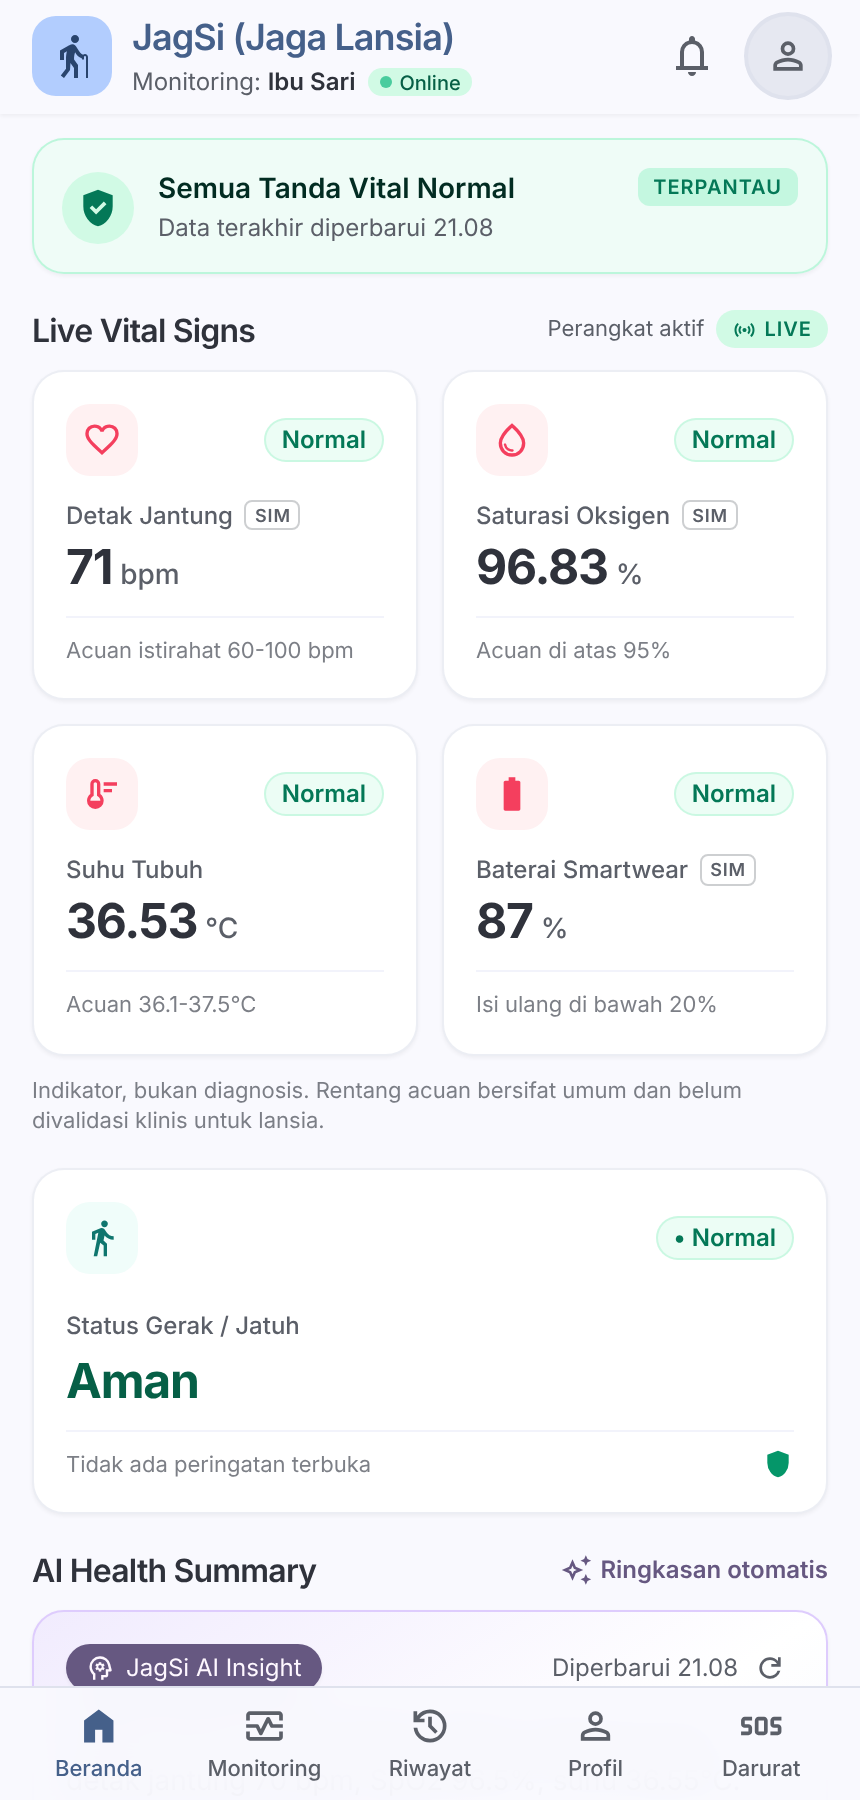 JagSi (Jaga Lansia)
Monitoring: Ibu Sari Online
Semua Tanda Vital Normal
TERPANTAU
Data terakhir diperbarui 21.08
Live Vital Signs
Perangkat aktif LIVE
Normal
Detak Jantung SIM
71 bpm
Acuan istirahat 60-100 bpm
Normal
Saturasi Oksigen SIM
96.83 %
Acuan di atas 95%
Normal
Suhu Tubuh
36.53 °C
Acuan 36.1-37.5°C
Normal
Baterai Smartwear SIM
87 %
Isi ulang di bawah 20%
Indikator, bukan diagnosis. Rentang acuan bersifat umum dan belum
divalidasi klinis untuk lansia.
• Normal
Status Gerak / Jatuh
Aman
Tidak ada peringatan terbuka
AI Health Summary
Ringkasan otomatis
JagSi AI Insight
Diperbarui 21.08
Beranda
Monitoring
Riwayat
Profil
SOS
Darurat